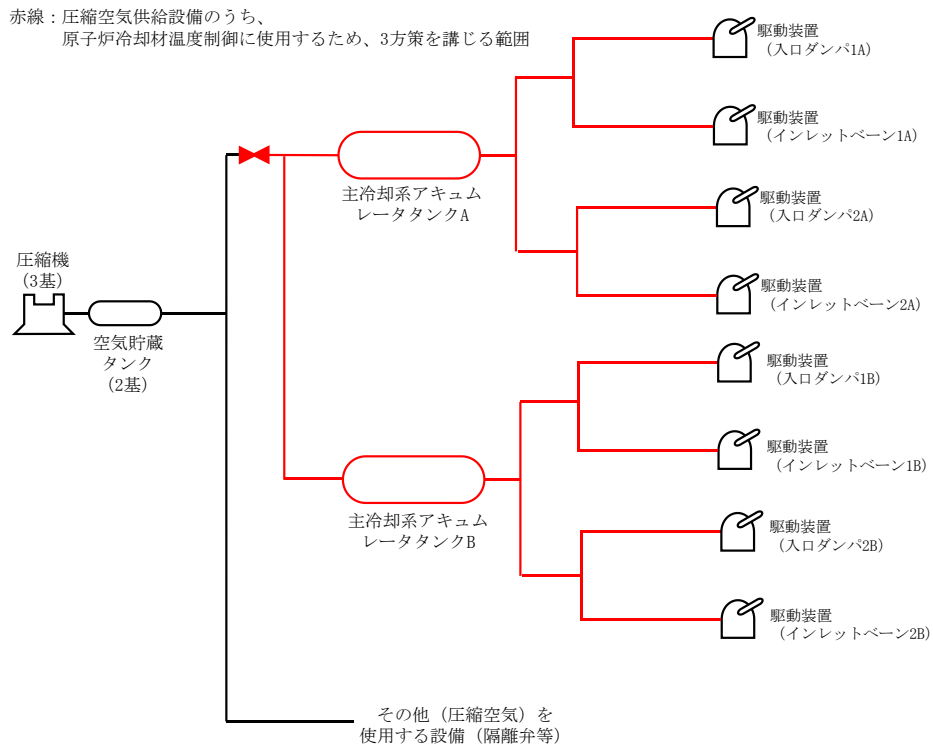 赤線：圧縮空気供給設備のうち、
原子炉冷却材温度制御に使用するため、3方策を講じる範囲
駆動装置
（入口ダンパ1A）
駆動装置
（インレットベーン1A）
主冷却系アキュム
レータタンクA
駆動装置
（入口ダンパ2A）
圧縮機
（3基）
駆動装置
（インレットベーン2A）
空気貯蔵
タンク
（2基）
駆動装置
（入口ダンパ1B）
駆動装置
（インレットベーン1B）
主冷却系アキュム
レータタンクB
駆動装置
（入口ダンパ2B）
駆動装置
（インレットベーン2B）
その他（圧縮空気）を
使用する設備（隔離弁等）